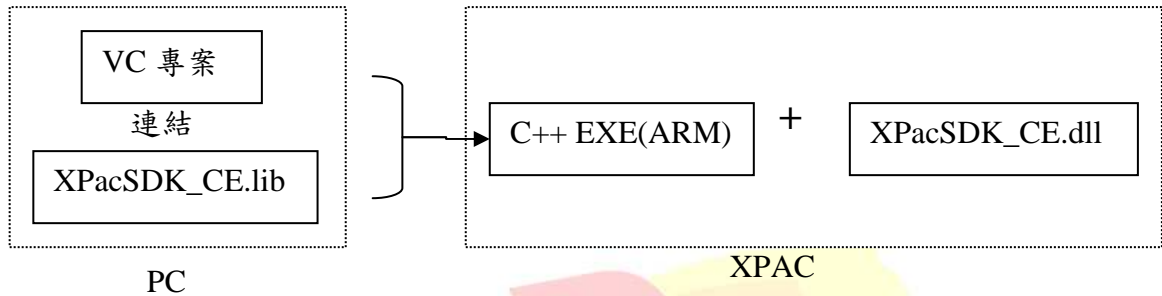 VC 專案
連結
XPacSDK_CE.lib
PC
C++ EXE(ARM)
+
XPacSDK_CE.dll
XPAC